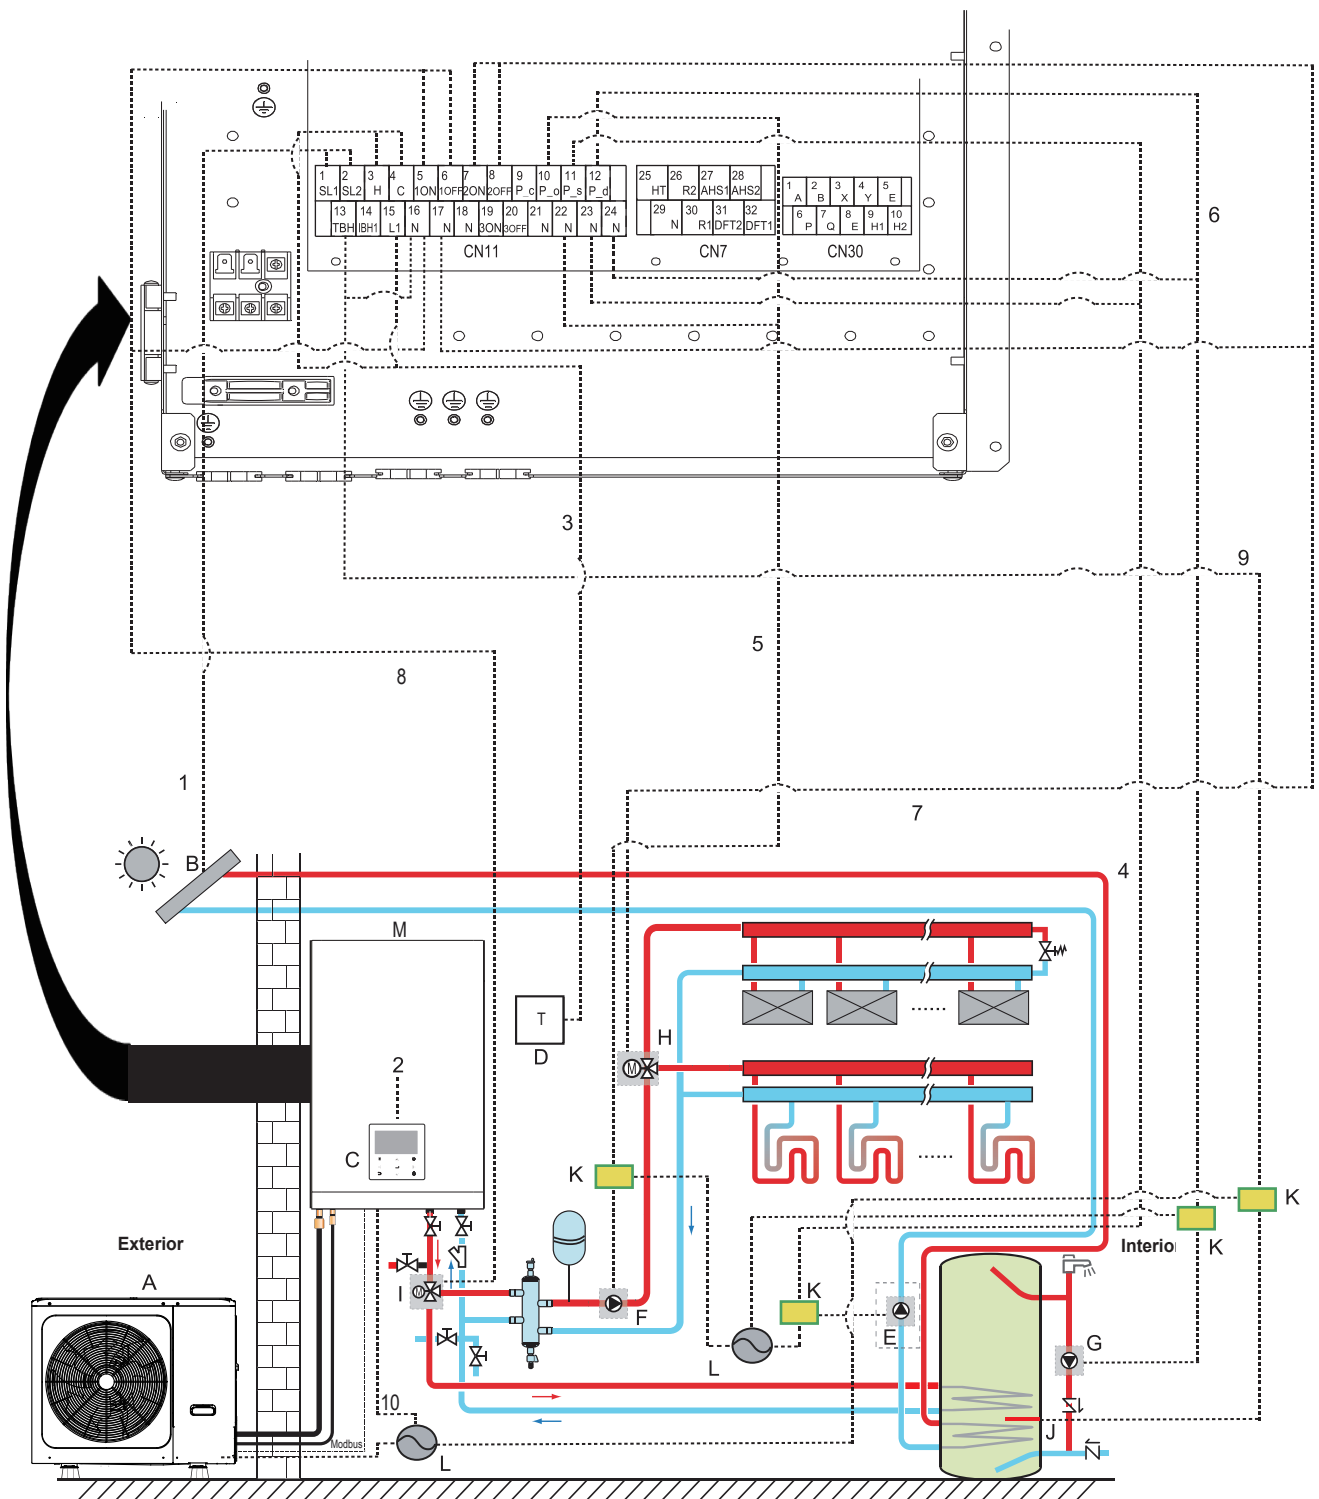 1 2 3 4 5 6 7 8 9 10 11 12
SL1 SL2 H C 1ON 1OFF 2ON 2OFF P_c P_o P_s P_d
13 14 15 16 17 18 19 20 21 22 23 24
TBH IBH1 L1 N N N 3ON 3OFF N N N N
CN11
25 26 27 28
HT R2 AHS1 AHS2
29 30 31 32
N R1 DFT2 DFT1
CN7
1 2 3 4 5
A B X Y E
6 7 8 9 10
P Q E H1 H2
CN30
6
3
9
5
8
1
7
4
B
M
T
D
H
M
2
C
K
K
K
Interior
Exterior
A
I
M
F
K
E
G
L
J
10
Modbus
L